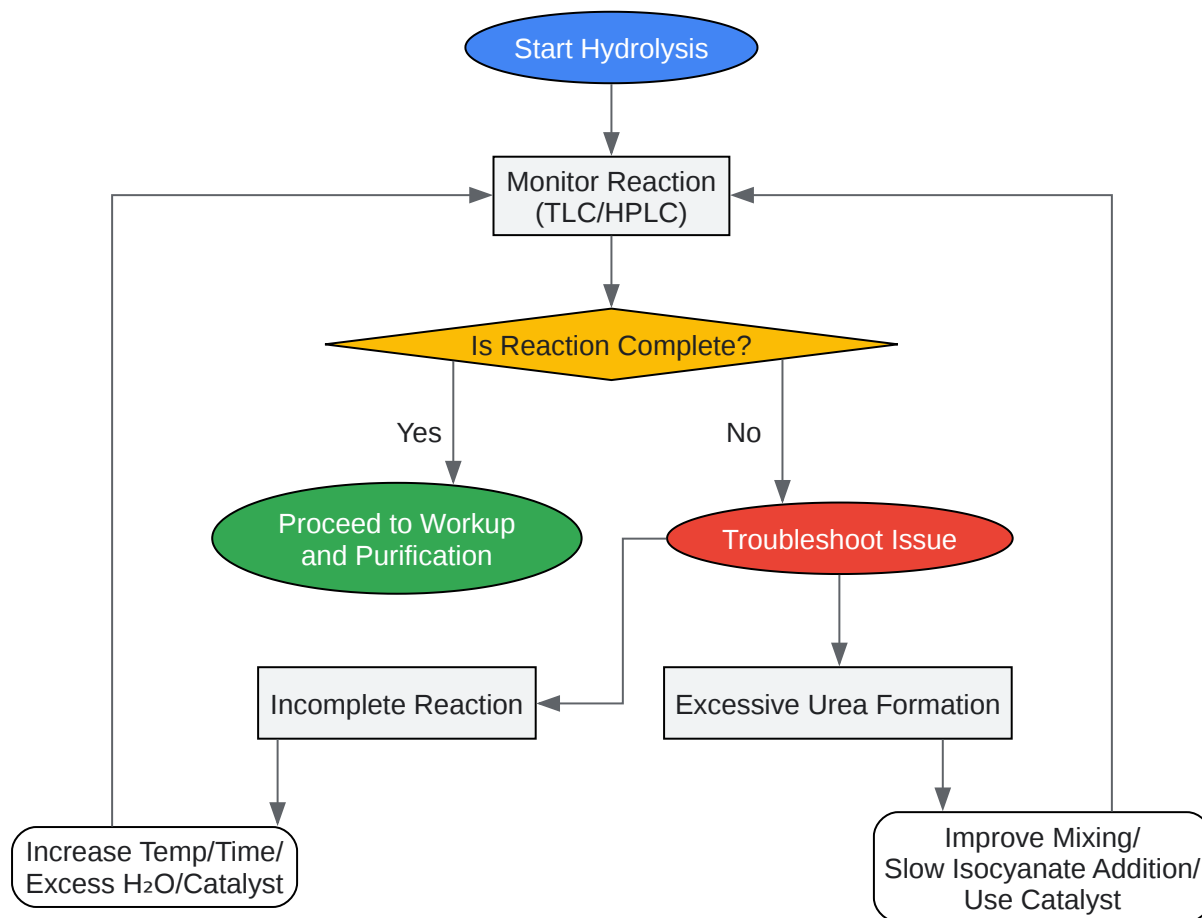 Start Hydrolysis
Monitor Reaction
(TLC/HPLC)
Is Reaction Complete?
Yes
No
Proceed to Workup
and Purification
Troubleshoot Issue
Incomplete Reaction
Excessive Urea Formation
Increase Temp/Time/
Excess H₂O/Catalyst
Improve Mixing/
Slow Isocyanate Addition/
Use Catalyst